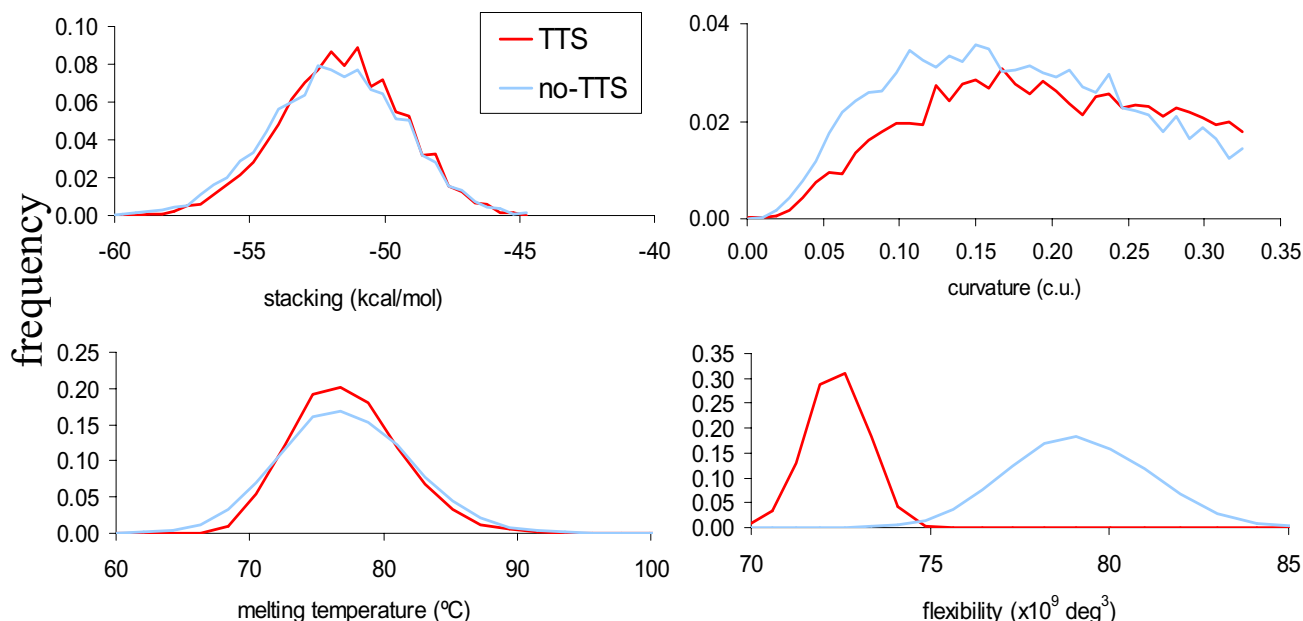 frequency
0.10
0.08
0.06
0.04
0.02
0.00
-60 -55 -50 -45 -40
stacking (kcal/mol)
TTS
no-TTS
0.04
0.02
0.00
0.00 0.05 0.10 0.15 0.20 0.25 0.30 0.35
curvature (c.u.)
0.25
0.20
0.15
0.10
0.05
0.00
60 70 80 90 100
melting temperature (ºC)
0.35
0.30
0.25
0.20
0.15
0.10
0.05
0.00
70 75 80 85
flexibility (x10⁹ deg³)